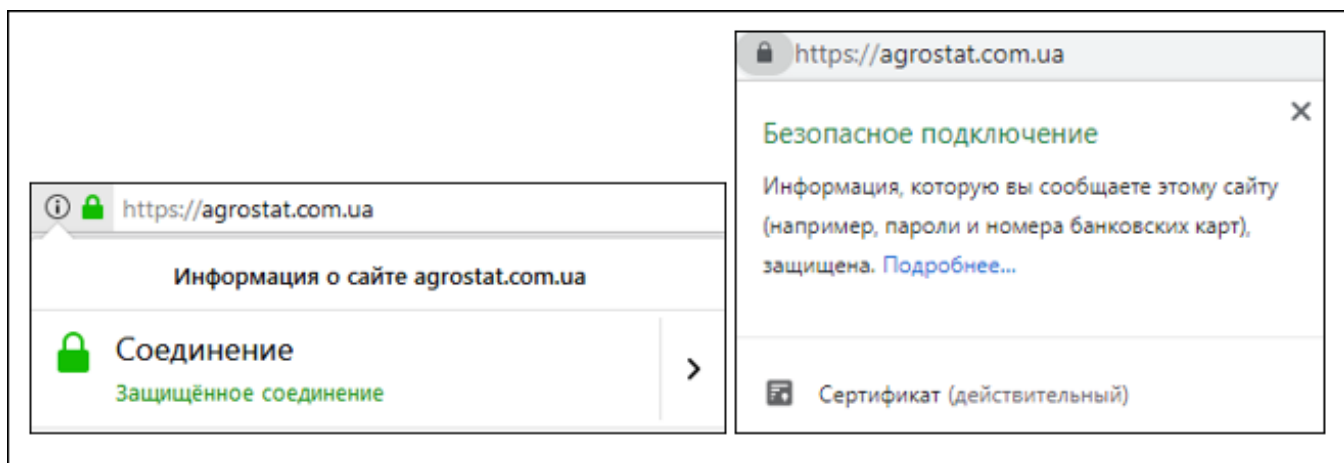 https://agrostat.com.ua
Информация о сайте agrostat.com.ua
Соединение
Защищённое соединение
https://agrostat.com.ua
Безопасное подключение
Информация, которую вы сообщаете этому сайту
(например, пароли и номера банковских карт),
защищена. Подробнее...
Сертификат (действительный)